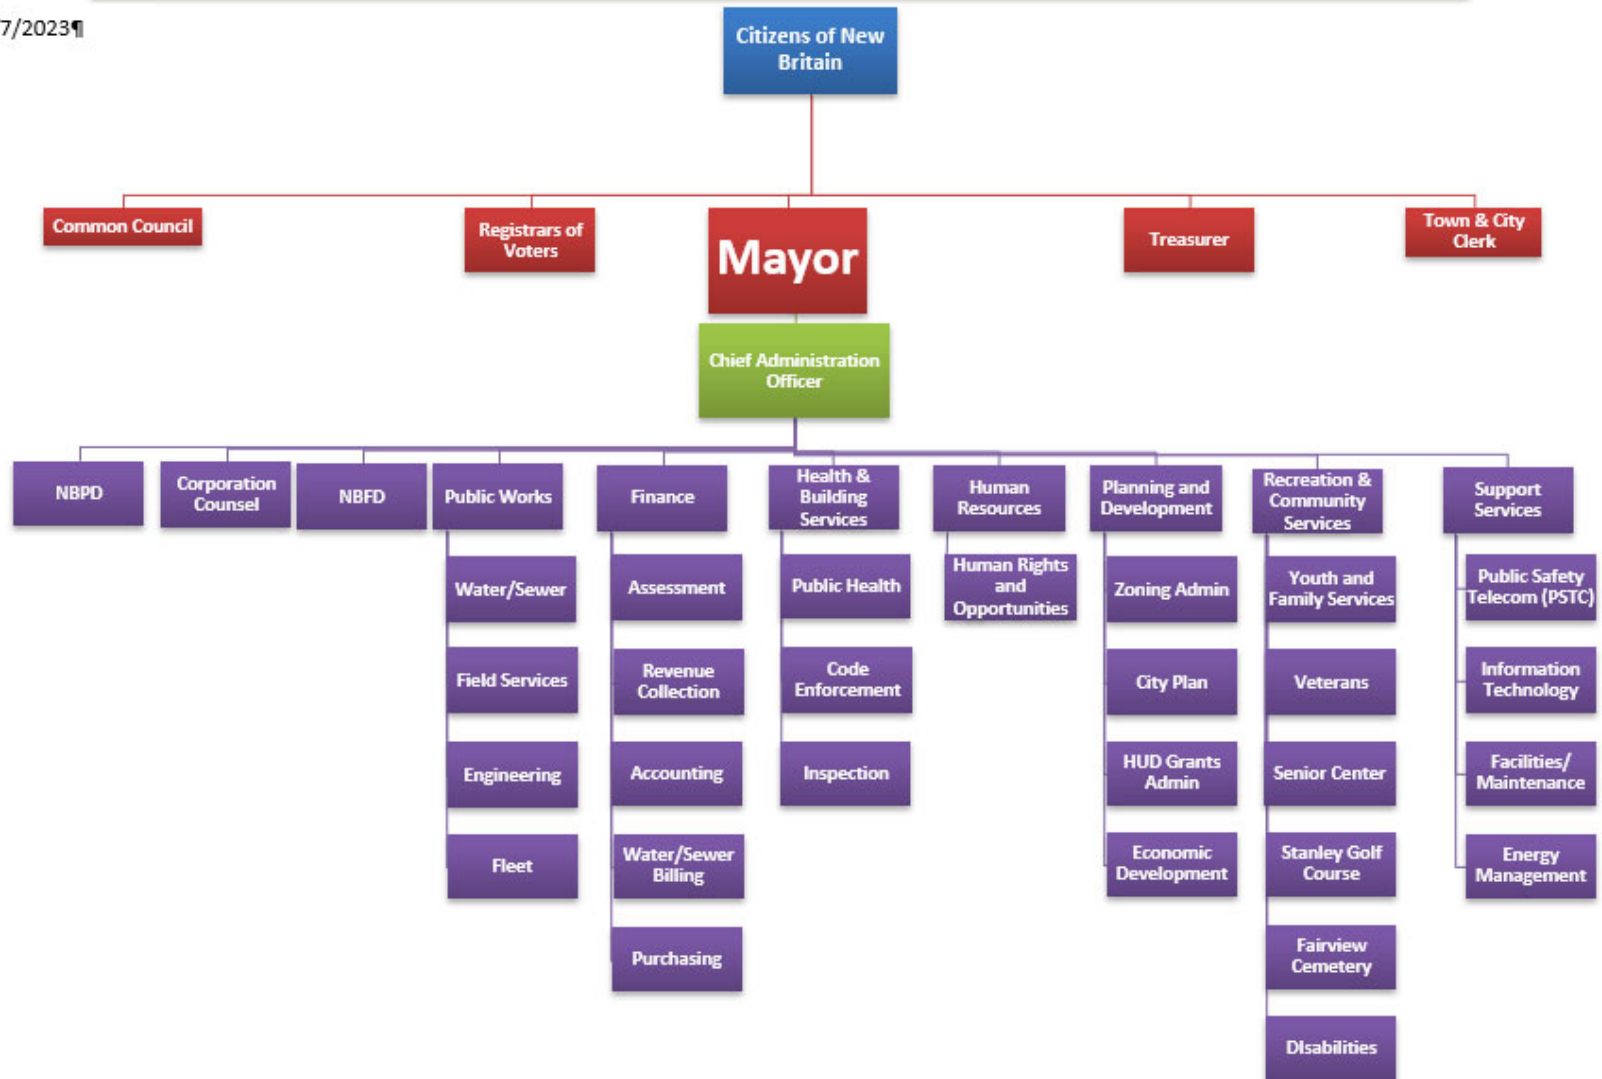 7/2023¶
Citizens of New
Britain
Common Council
Registrars of
Voters
Mayor
Treasurer
Town & City
Clerk
Chief Administration
Officer
NBPD
Corporation
Counsel
NBFD
Public Works
Finance
Health &
Building
Services
Human
Resources
Planning and
Development
Recreation &
Community
Services
Support
Services
Water/Sewer
Field Services
Engineering
Fleet
Assessment
Revenue
Collection
Accounting
Water/Sewer
Billing
Purchasing
Public Health
Code
Enforcement
Inspection
Human Rights
and
Opportunities
Zoning Admin
City Plan
HUD Grants
Admin
Economic
Development
Youth and
Family Services
Veterans
Senior Center
Stanley Golf
Course
Fairview
Cemetery
DIsabilities
Public Safety
Telecom (PSTC)
Information
Technology
Facilities/
Maintenance
Energy
Management